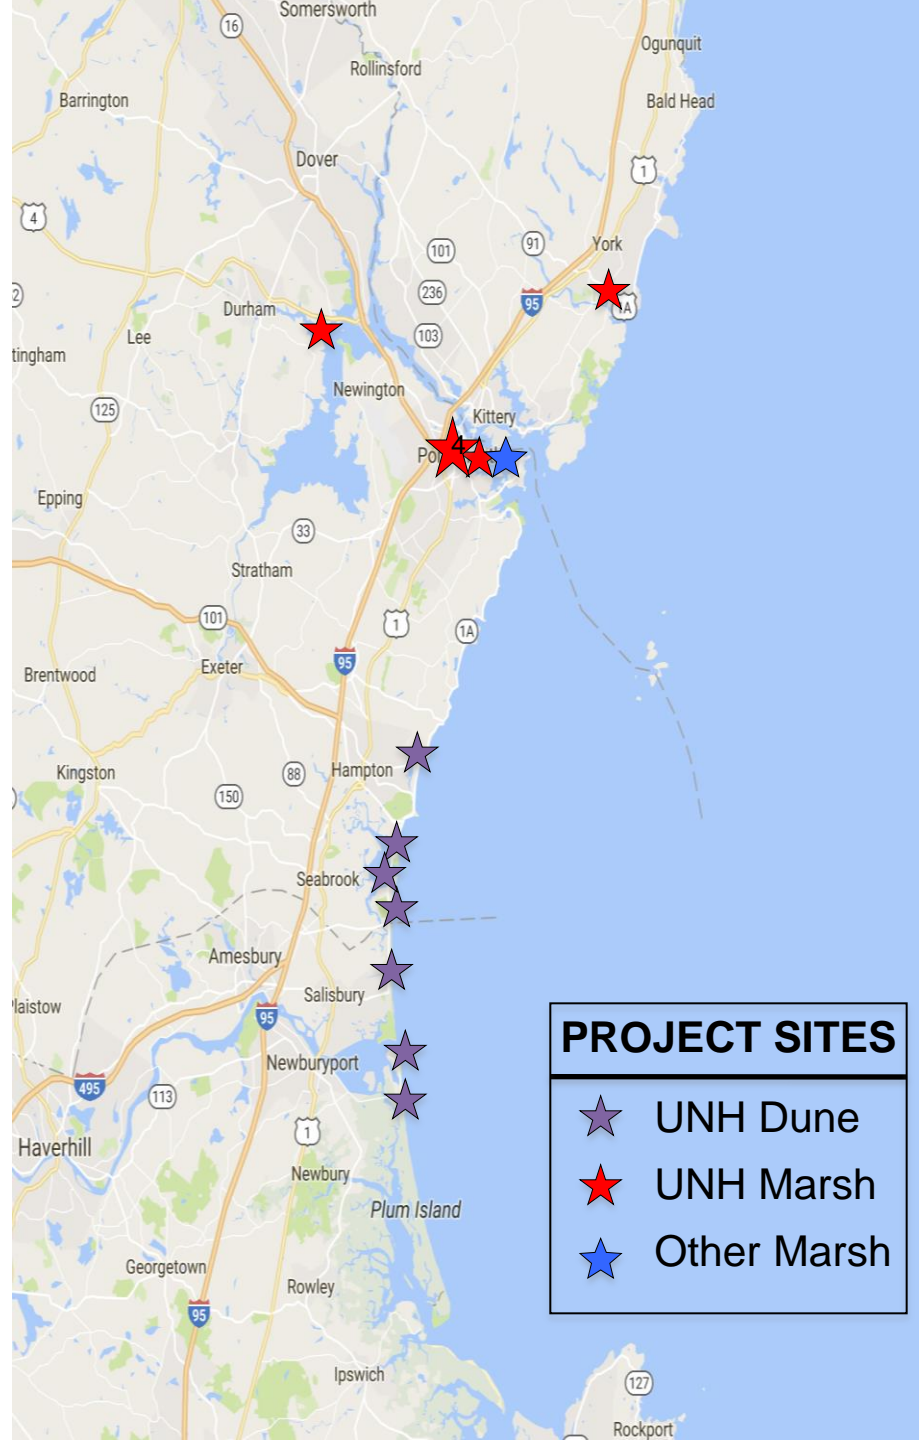 Somersworth
16
Ogunquit
Rollinsford
Barrington
Bald Head
Dover
1
4
101
91
York
236
95
1A
2
Durham
103
Lee
tingham
Newington
125
Kittery
4
Po
Epping
33
Stratham
101
1
1A
Exeter
95
Brentwood
Hampton
88
Kingston
150
Seabrook
Amesbury
Salisbury
laistow
95
PROJECT SITES
Newburyport
495
113
UNH Dune
1
Haverhill
Newbury
UNH Marsh
Plum Island
Other Marsh
Georgetown
Rowley
95
Ipswich
127
Rockport